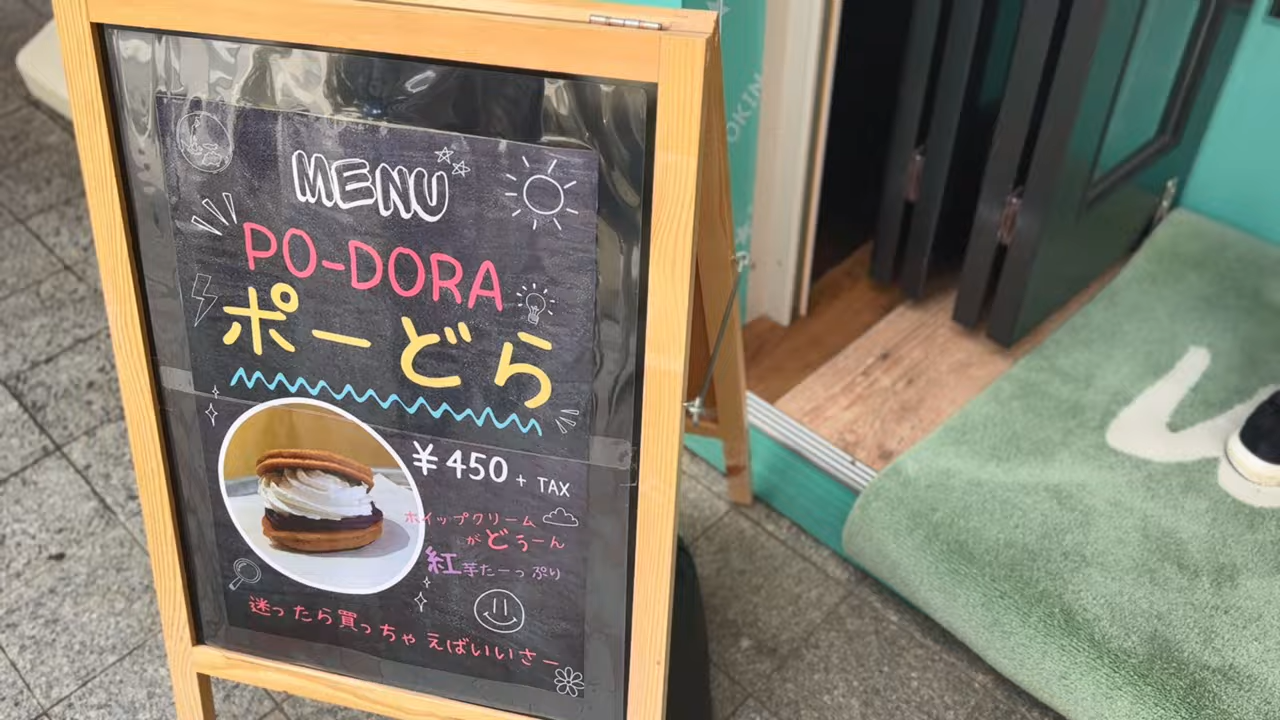 MENU
PO-DORA
ポーどら
¥450 + TAX
ホイップクリーム
がどぅーん
紅芋たーっぷり
迷ったら買っちゃえばいいさー
OKIN